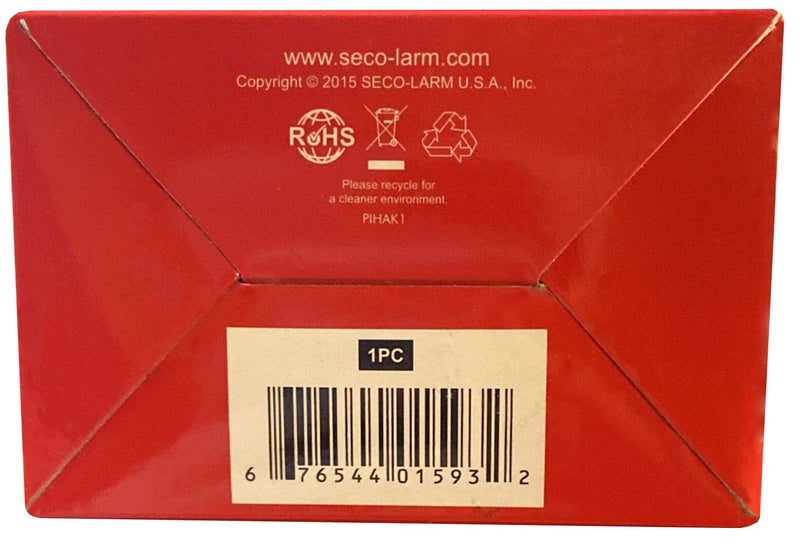 www.seco-larm.com
Copyright © 2015 SECO-LARM U.S.A., Inc.
RoHS
Please recycle for
a cleaner environment.
PIHAK1
1PC
6 76544 01593 2